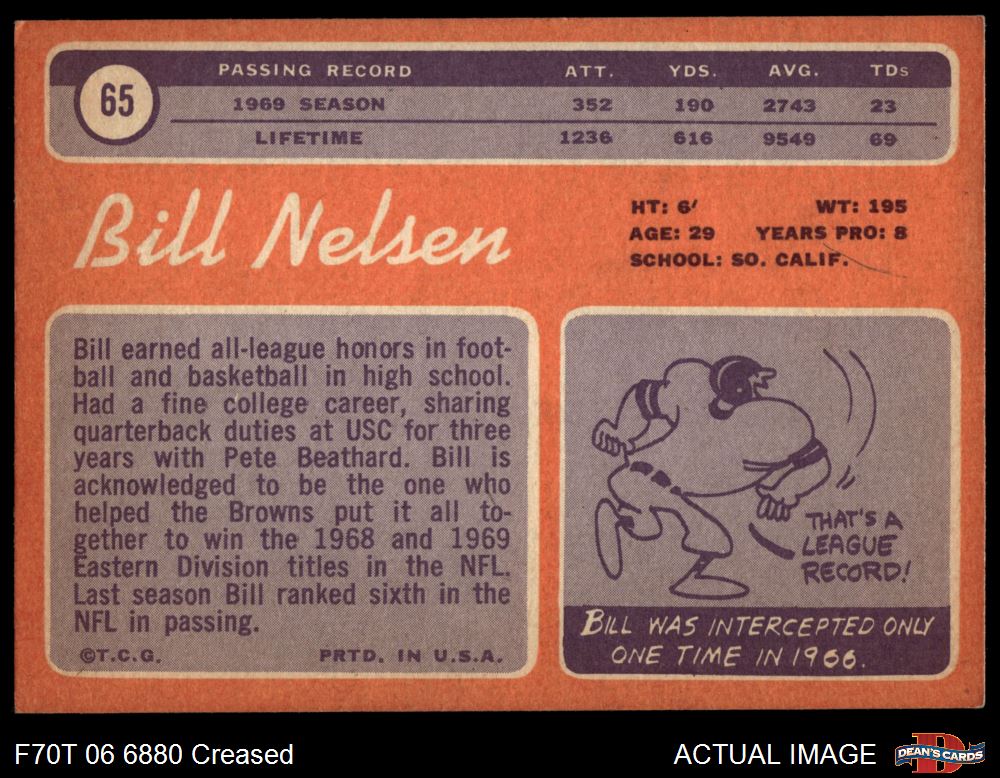 65
PASSING RECORD ATT. YDS. AVG. TDs
1969 SEASON 352 190 2743 23
LIFETIME 1236 616 9549 69
Bill Nelsen
HT: 6' WT: 195
AGE: 29 YEARS PRO: 8
SCHOOL: SO. CALIF.
Bill earned all-league honors in foot-
ball and basketball in high school.
Had a fine college career, sharing
quarterback duties at USC for three
years with Pete Beathard. Bill is
acknowledged to be the one who
helped the Browns put it all to-
gether to win the 1968 and 1969
Eastern Division titles in the NFL.
Last season Bill ranked sixth in the
NFL in passing.
©T.C.G. PRTD. IN U.S.A.
THAT'S A
LEAGUE
RECORD!
BILL WAS INTERCEPTED ONLY
ONE TIME IN 1966.
F70T 06 6880 Creased
ACTUAL IMAGE
DEAN'S CARDS